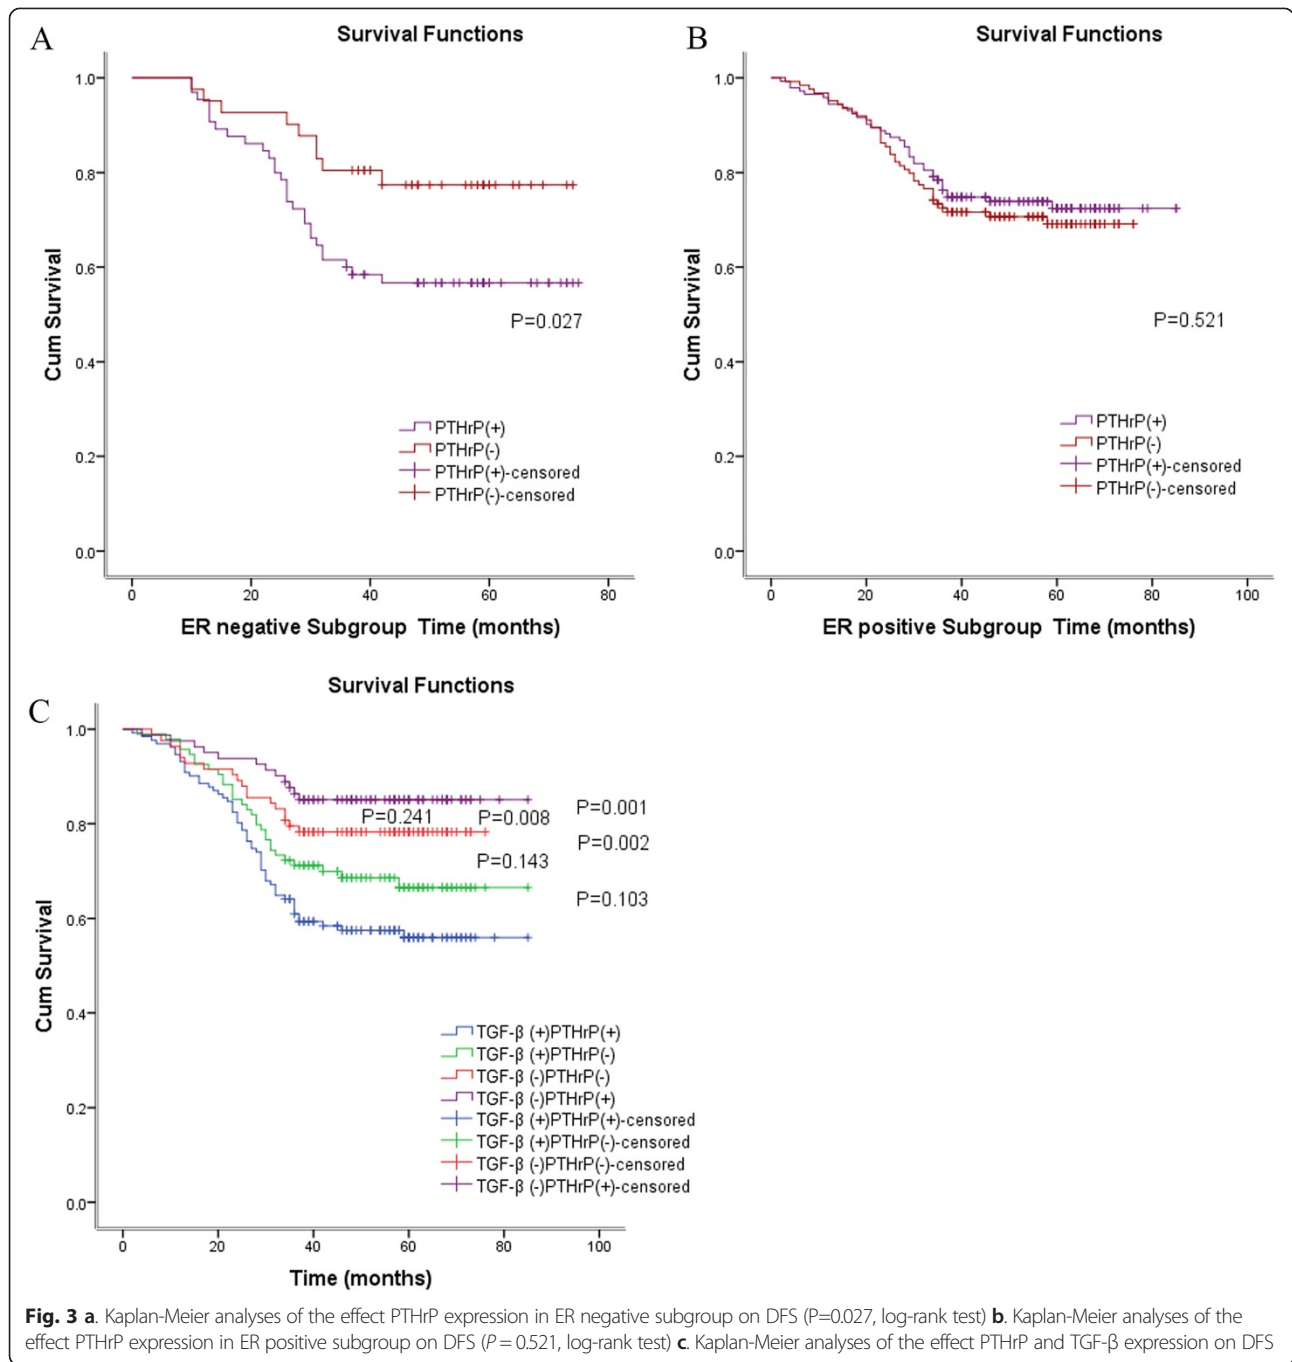 A
Survival Functions
1.0
0.8
0.6
0.4
0.2
0.0
Cum Survival
P=0.027
PTHrP(+)
PTHrP(-)
PTHrP(+)-censored
PTHrP(-)-censored
0 20 40 60 80
ER negative Subgroup Time (months)
B
Survival Functions
1.0
0.8
0.6
0.4
0.2
0.0
Cum Survival
P=0.521
PTHrP(+)
PTHrP(-)
PTHrP(+)-censored
PTHrP(-)-censored
0 20 40 60 80 100
ER positive Subgroup Time (months)
C
Survival Functions
1.0
0.8
0.6
0.4
0.2
0.0
Cum Survival
P=0.241 P=0.008 P=0.001
P=0.002
P=0.143
P=0.103
TGF-β (+)PTHrP(+)
TGF-β (+)PTHrP(-)
TGF-β (-)PTHrP(-)
TGF-β (-)PTHrP(+)
TGF-β (+)PTHrP(+)-censored
TGF-β (+)PTHrP(-)-censored
TGF-β (-)PTHrP(-)-censored
TGF-β (-)PTHrP(+)-censored
0 20 40 60 80 100
Time (months)
Fig. 3 a. Kaplan-Meier analyses of the effect PTHrP expression in ER negative subgroup on DFS (P=0.027, log-rank test) b. Kaplan-Meier analyses of the
effect PTHrP expression in ER positive subgroup on DFS (P = 0.521, log-rank test) c. Kaplan-Meier analyses of the effect PTHrP and TGF-β expression on DFS